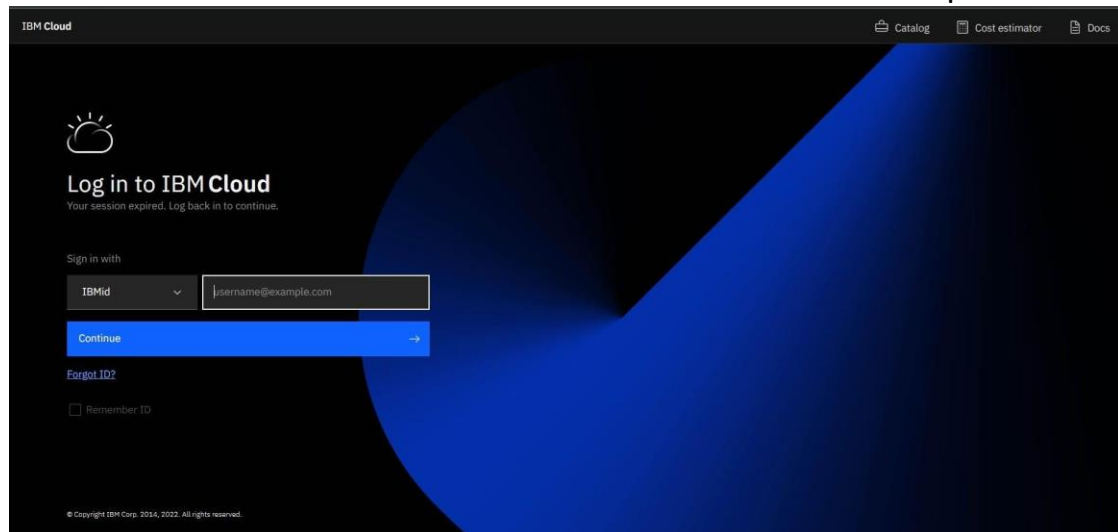 IBM Cloud
Catalog
Cost estimator
Docs
Log in to IBM Cloud
Your session expired. Log back in to continue.
Sign in with
IBMid
username@example.com
Continue
Forgot ID?
Remember ID
© Copyright IBM Corp. 2014, 2022. All rights reserved.